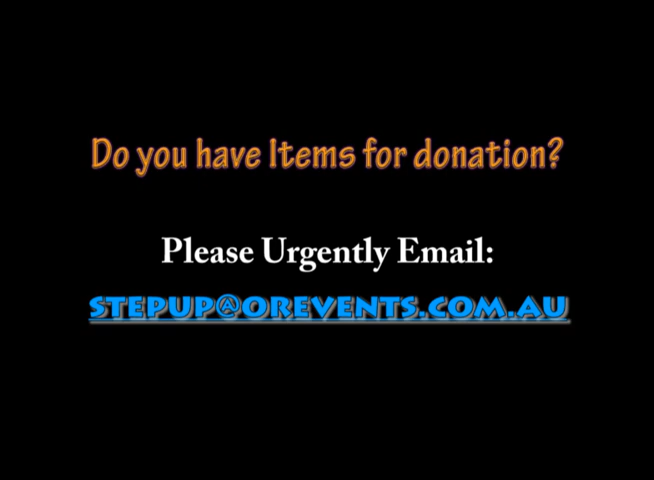 Do you have Items for donation?
Please Urgently Email:
STEPUP@OREVENTS.COM.AU